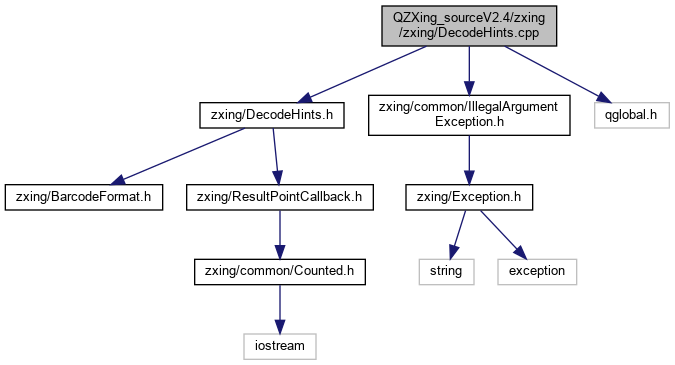 QZXing_sourceV2.4/zxing
/zxing/DecodeHints.cpp
zxing/DecodeHints.h
zxing/common/IllegalArgument
Exception.h
qglobal.h
zxing/BarcodeFormat.h
zxing/ResultPointCallback.h
zxing/Exception.h
zxing/common/Counted.h
string
exception
iostream